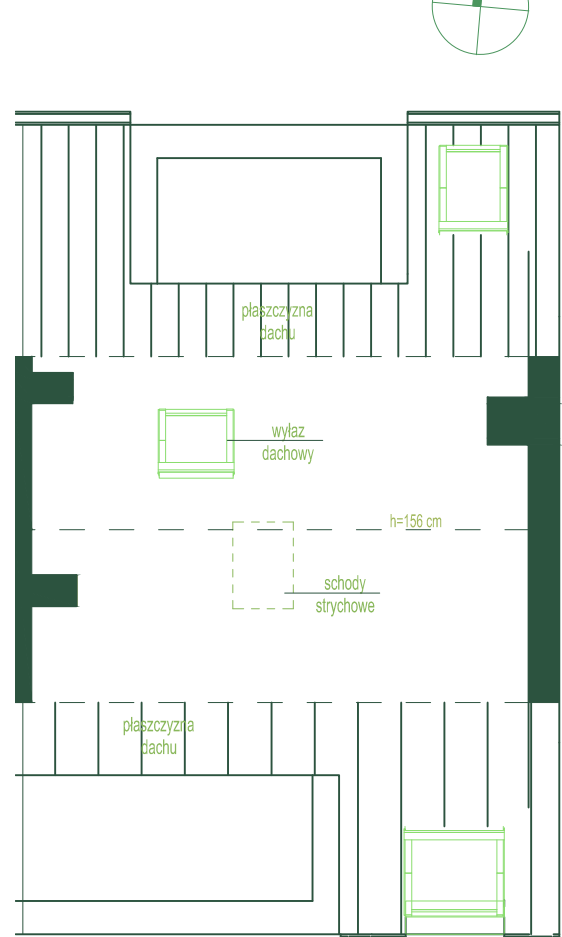 płaszczyzna
dachu
wyłaz
dachowy
h=156 cm
schody
strychowe
płaszczyzna
dachu